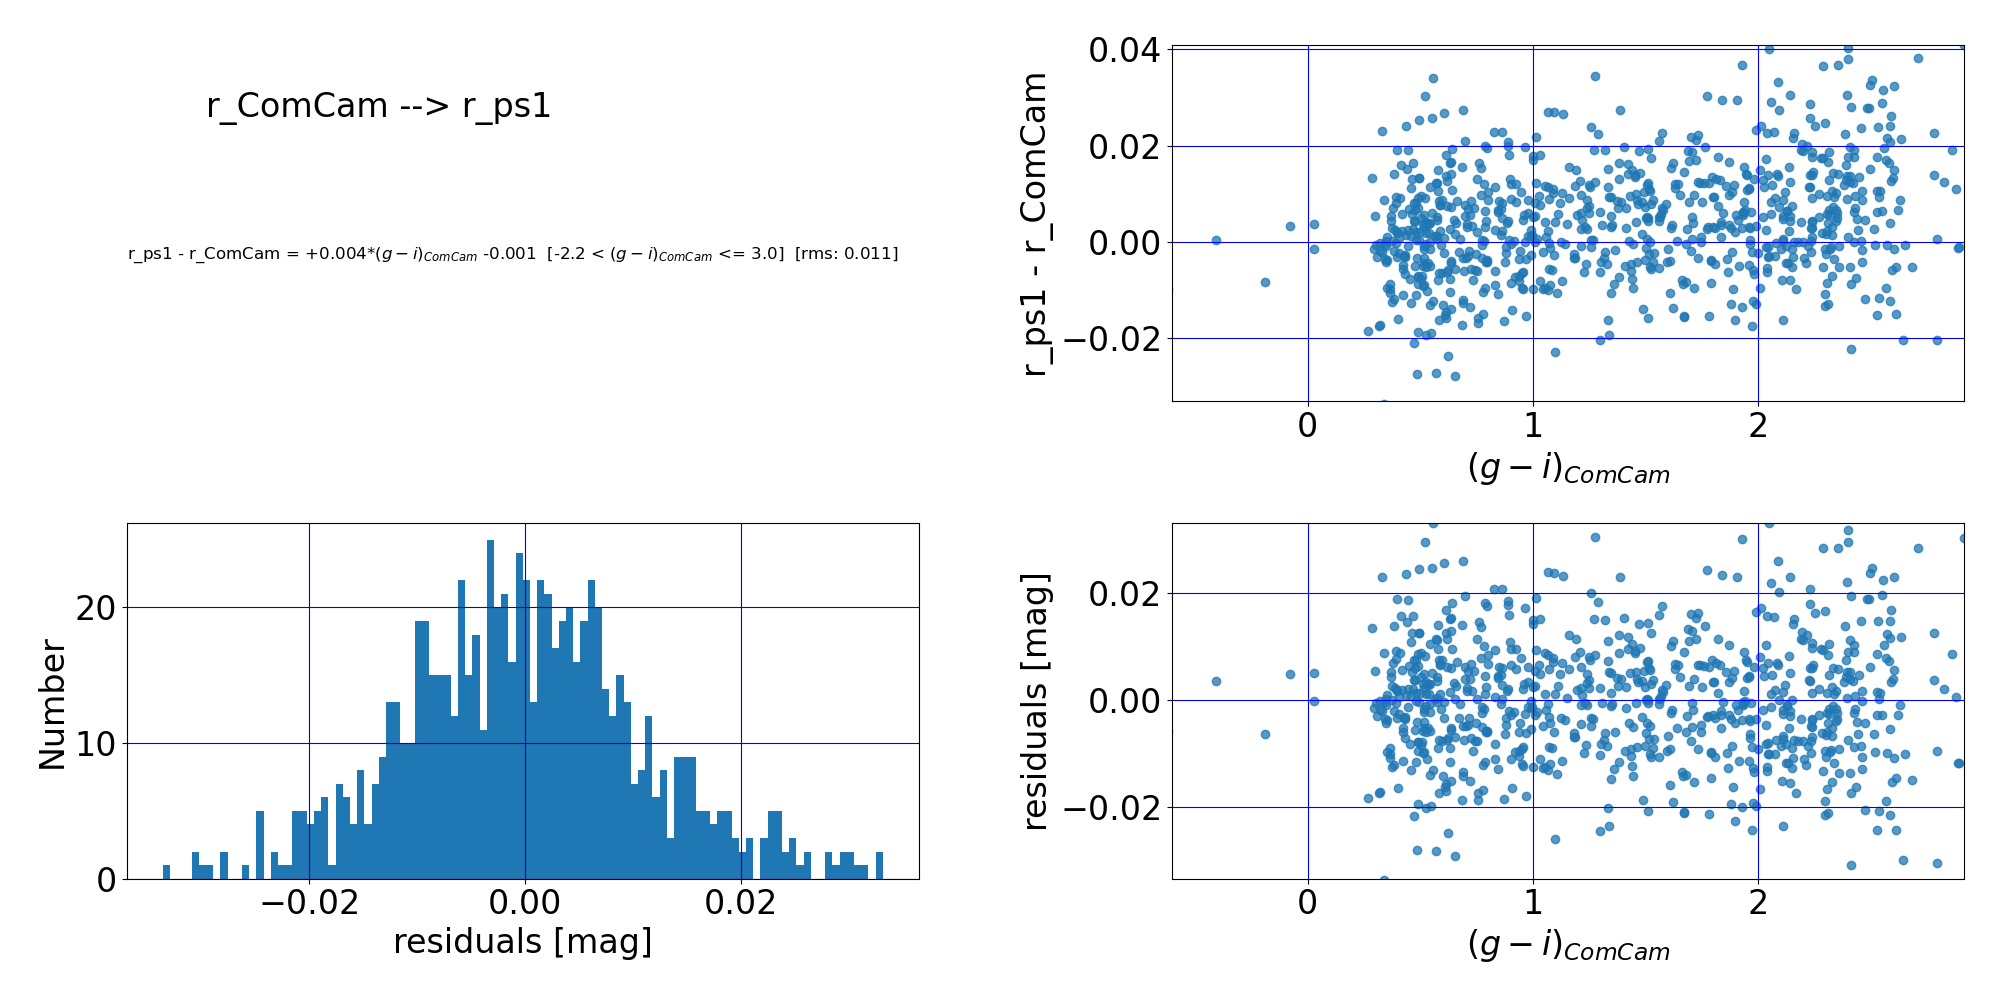 r_ComCam --> r_ps1
r_ps1 - r_ComCam = +0.004*(g − i)ComCam -0.001  [-2.2 < (g − i)ComCam <= 3.0]  [rms: 0.011]
0.04
0.02
0.00
−0.02
r_ps1 - r_ComCam
0 1 2
(g − i)ComCam
20
10
0
Number
−0.02 0.00 0.02
residuals [mag]
0.02
0.00
−0.02
residuals [mag]
0 1 2
(g − i)ComCam